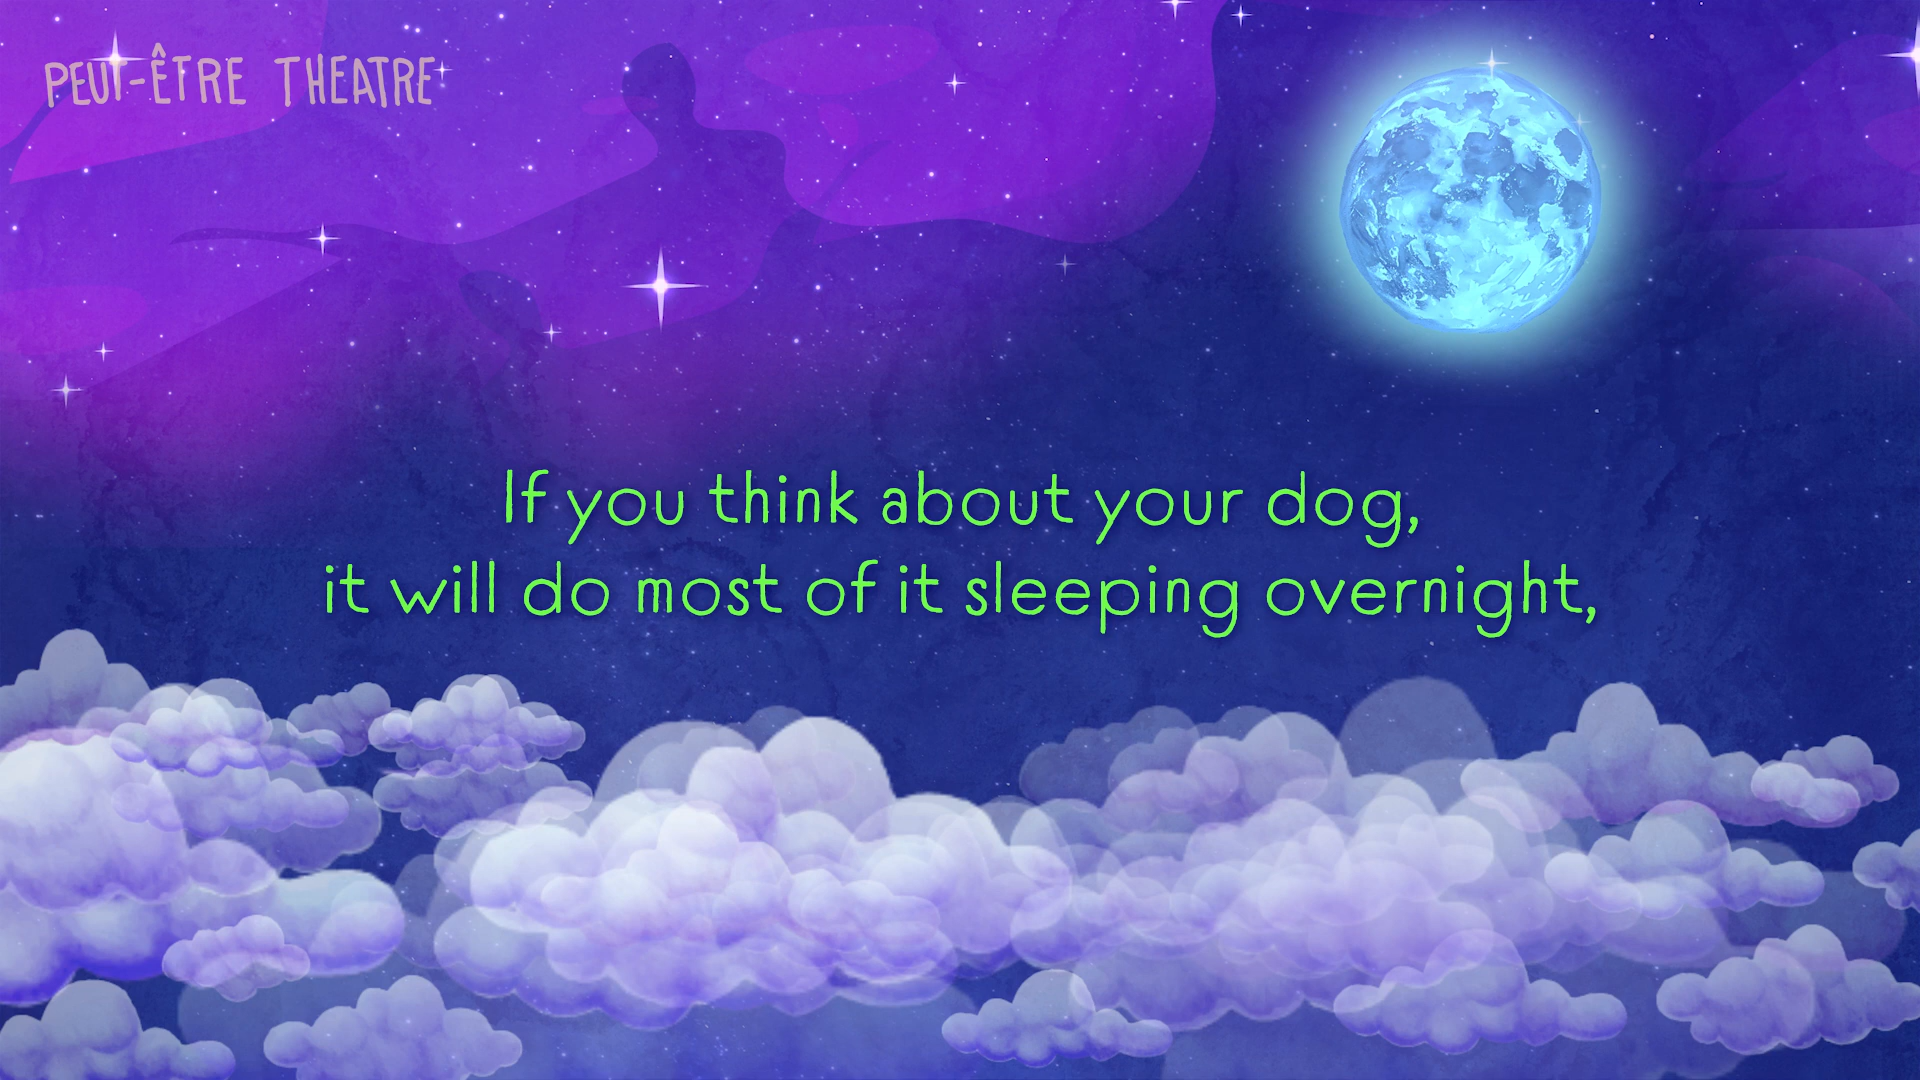 PEUT-ÊTRE THEATRE
If you think about your dog,
it will do most of it sleeping overnight,